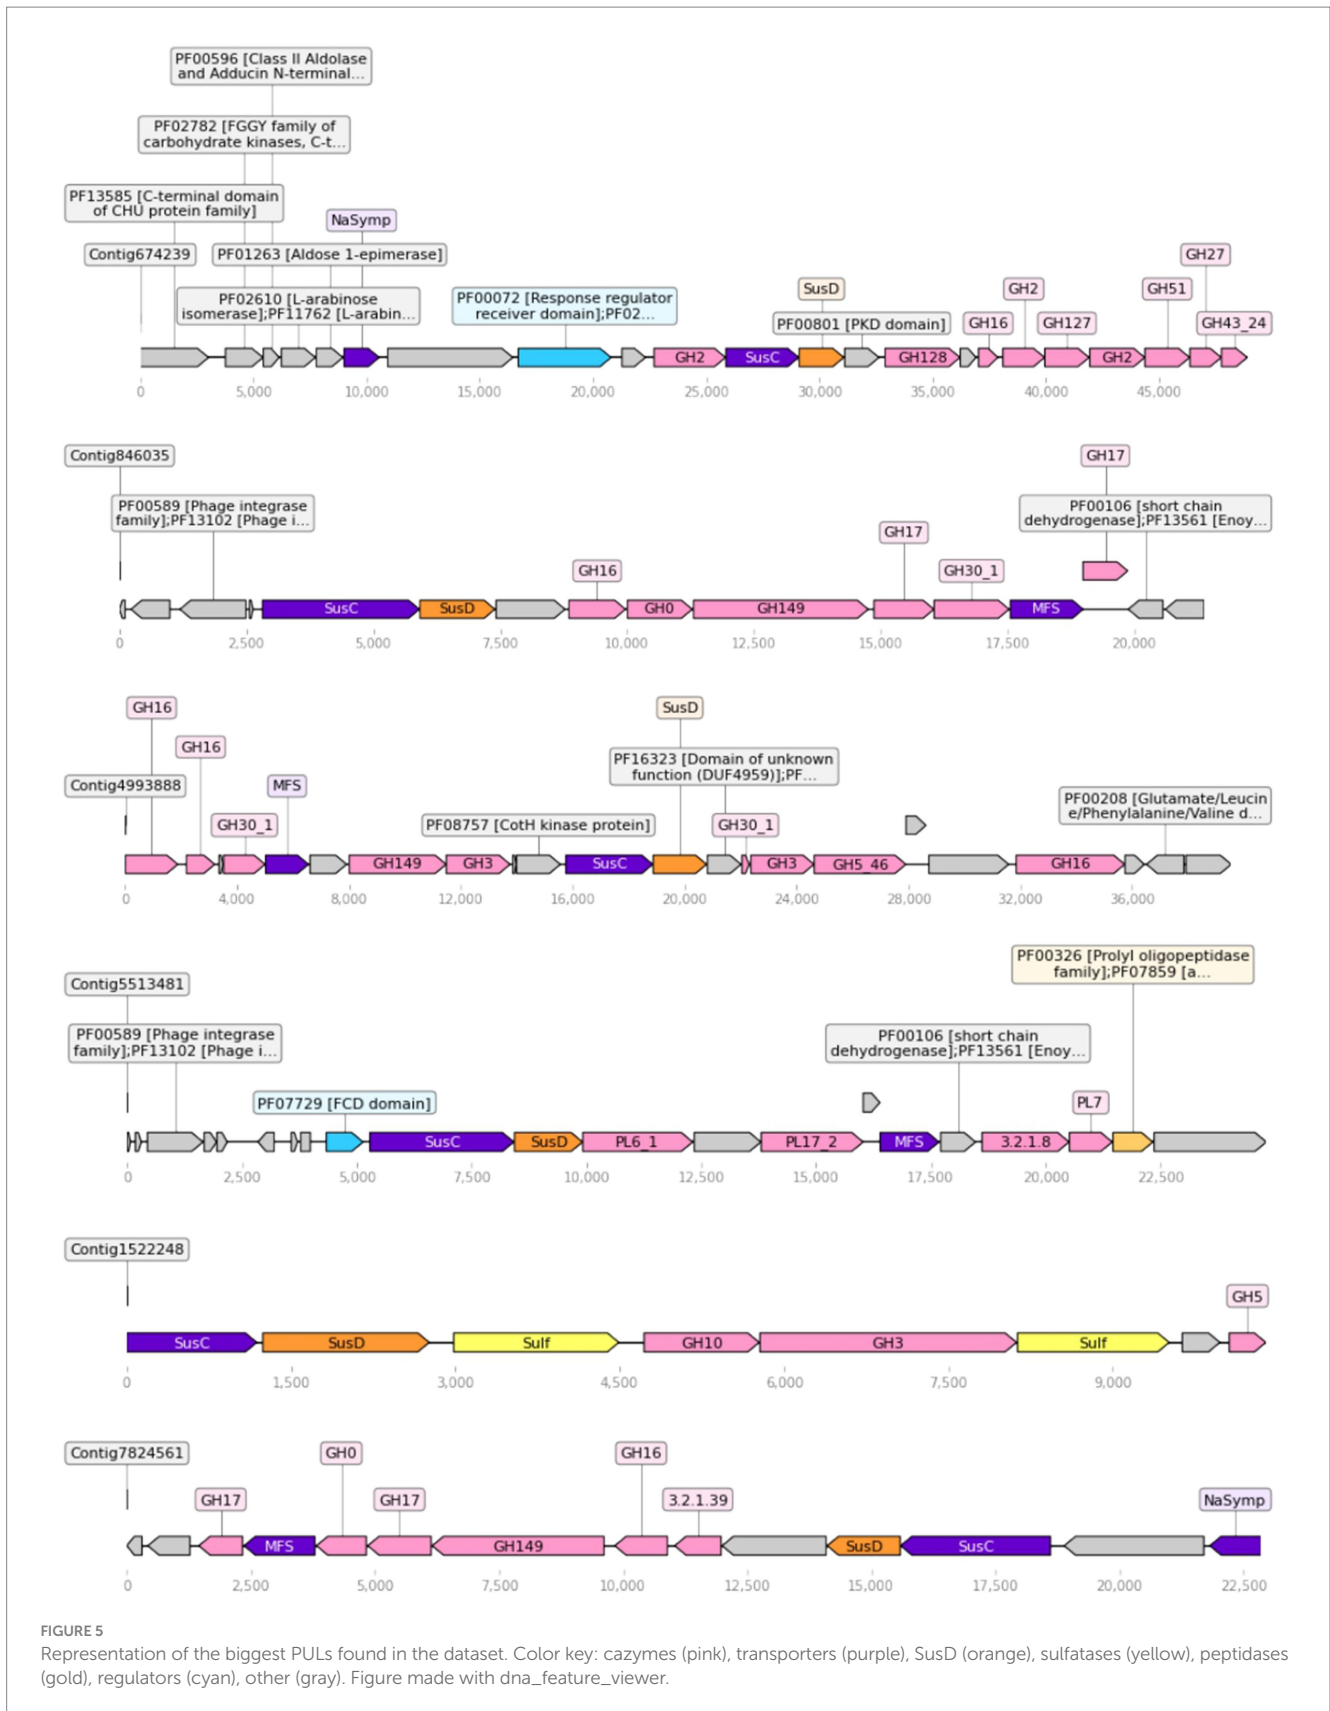 PF00596 [Class II Aldolase
and Adducin N-terminal...
PF02782 [FGGY family of
carbohydrate kinases, C-t...
PF13585 [C-terminal domain
of CHU protein family]
NaSymp
Contig674239
PF01263 [Aldose 1-epimerase]
GH27
PF02610 [L-arabinose
isomerase];PF11762 [L-arabin...
PF00072 [Response regulator
receiver domain];PF02...
SusD
GH2
GH51
PF00801 [PKD domain]
GH16
GH127
GH43_24
GH2
SusC
GH128
GH2
0
5,000
10,000
15,000
20,000
25,000
30,000
35,000
40,000
45,000
Contig846035
GH17
PF00589 [Phage integrase
family];PF13102 [Phage i...
PF00106 [short chain
dehydrogenase];PF13561 [Enoy...
GH17
GH16
GH30_1
SusC
SusD
GH0
GH149
MFS
0
2,500
5,000
7,500
10,000
12,500
15,000
17,500
20,000
GH16
SusD
GH16
PF16323 [Domain of unknown
function (DUF4959)];PF...
Contig4993888
MFS
PF00208 [Glutamate/Leucin
e/Phenylalanine/Valine d...
GH30_1
PF08757 [CotH kinase protein]
GH30_1
GH149
GH3
SusC
GH3
GH5_46
GH16
0
4,000
8,000
12,000
16,000
20,000
24,000
28,000
32,000
36,000
PF00326 [Prolyl oligopeptidase
family];PF07859 [a...
Contig5513481
PF00589 [Phage integrase
family];PF13102 [Phage i...
PF00106 [short chain
dehydrogenase];PF13561 [Enoy...
PF07729 [FCD domain]
PL7
SusC
SusD
PL6_1
PL17_2
MFS
3.2.1.8
0
2,500
5,000
7,500
10,000
12,500
15,000
17,500
20,000
22,500
Contig1522248
GH5
SusC
SusD
Sulf
GH10
GH3
Sulf
0
1,500
3,000
4,500
6,000
7,500
9,000
Contig7824561
GH0
GH16
GH17
GH17
3.2.1.39
NaSymp
MFS
GH149
SusD
SusC
0
2,500
5,000
7,500
10,000
12,500
15,000
17,500
20,000
22,500
FIGURE 5
Representation of the biggest PULs found in the dataset. Color key: cazymes (pink), transporters (purple), SusD (orange), sulfatases (yellow), peptidases
(gold), regulators (cyan), other (gray). Figure made with dna_feature_viewer.